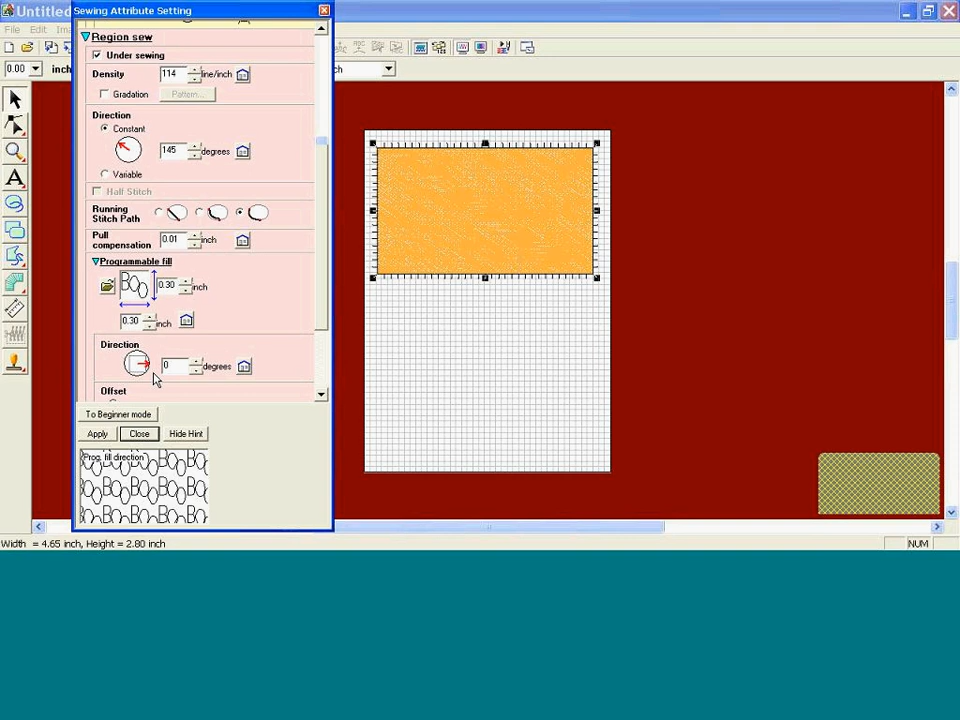 Untitled
Sewing Attribute Setting
File Edit
0.00 inch
Region sew
Under sewing
Density 114 line/inch
Gradation Pattern...
Direction
Constant
145 degrees
Variable
Half Stitch
Running
Stitch Path
Pull
compensation 0.01 inch
Programmable fill
0.30 inch
0.30 inch
Direction
0 degrees
Offset
To Beginner mode
Apply Close Hide Hint
Prog. fill direction
Width = 4.65 inch, Height = 2.80 inch
NUM